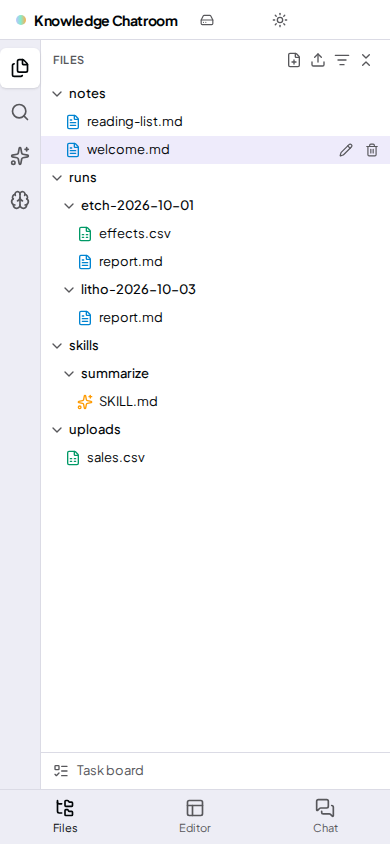 Knowledge Chatroom
FILES
notes
reading-list.md
welcome.md
runs
etch-2026-10-01
effects.csv
report.md
litho-2026-10-03
report.md
skills
summarize
SKILL.md
uploads
sales.csv
Task board
Files
Editor
Chat